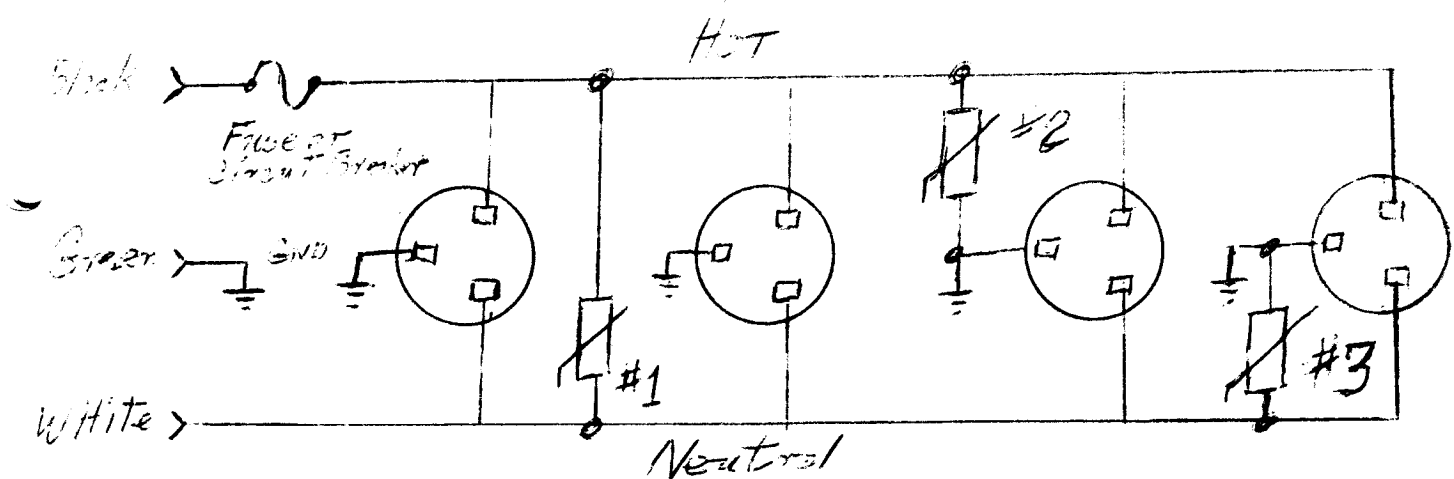 HOT
Black
Fuse or
Circuit Breaker
#2
Green
GND
#1
#3
WHite
Neutral